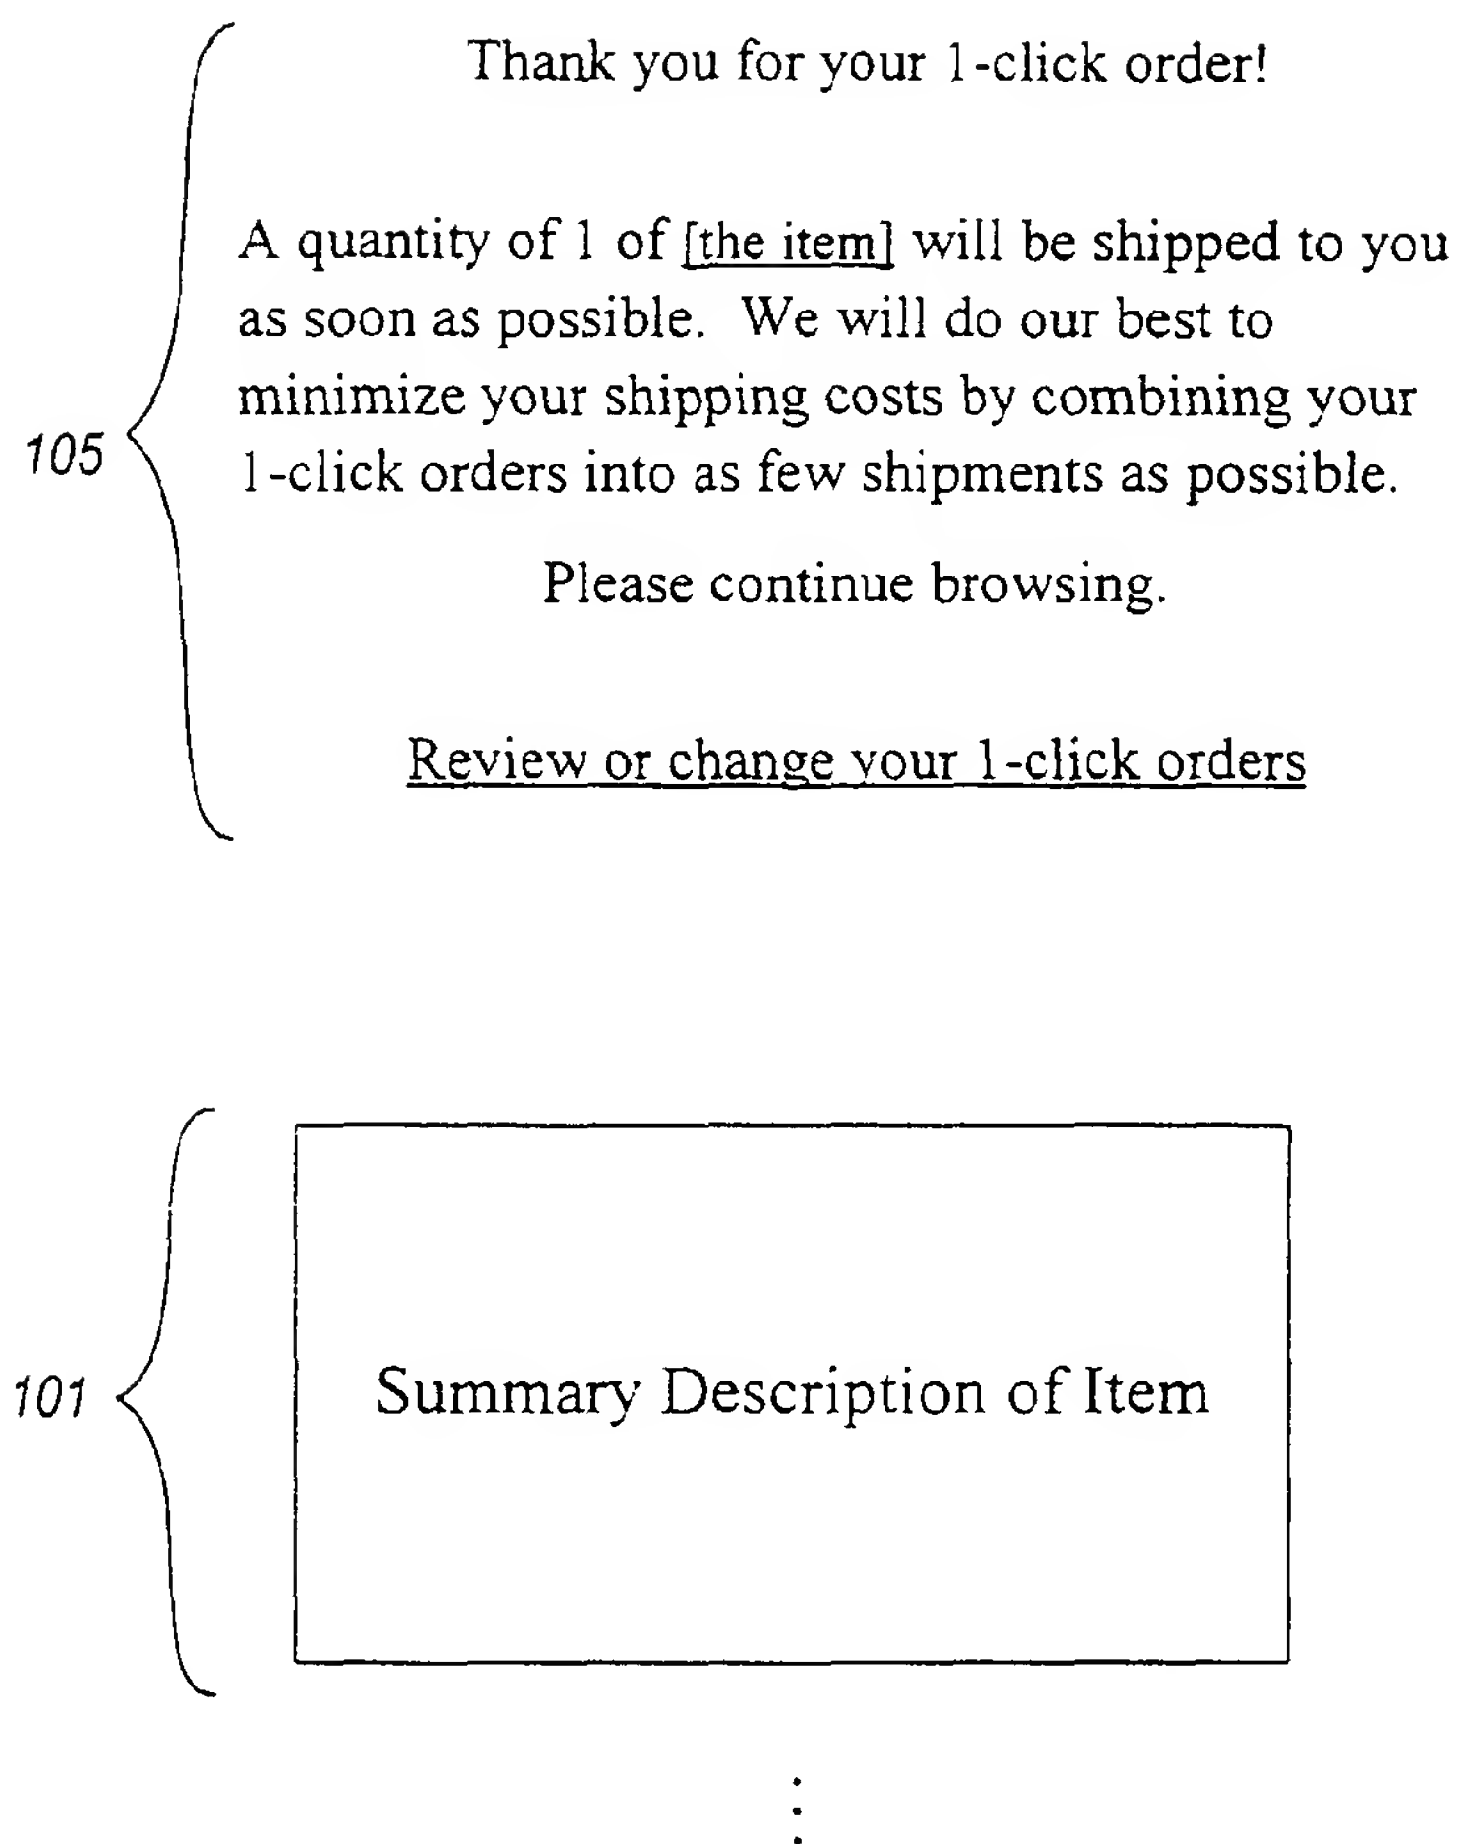 Thank you for your 1-click order!
A quantity of 1 of [the item] will be shipped to you
as soon as possible. We will do our best to
minimize your shipping costs by combining your
1-click orders into as few shipments as possible.
105
Please continue browsing.
Review or change your 1-click orders
101
Summary Description of Item